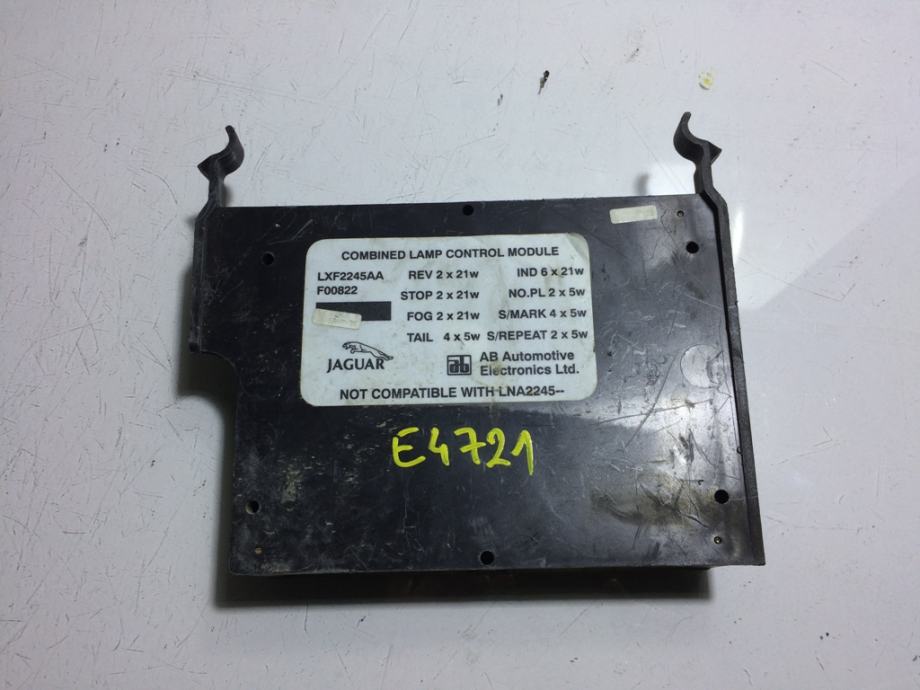 COMBINED LAMP CONTROL MODULE
LXF2245AA REV 2 x 21w IND 6 x 21w
F00822 STOP 2 x 21w NO.PL 2 x 5w
FOG 2 x 21w S/MARK 4 x 5w
TAIL 4 x 5w S/REPEAT 2 x 5w
JAGUAR ab AB Automotive
Electronics Ltd.
NOT COMPATIBLE WITH LNA2245--
E4721